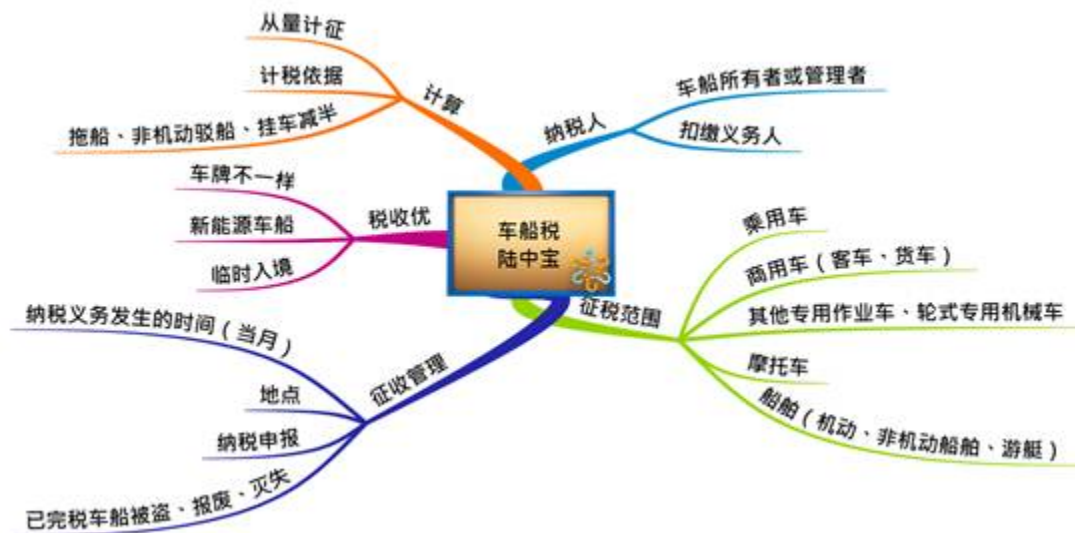 车船税
陆中宝
纳税人
车船所有者或管理者
扣缴义务人
征税范围
乘用车
商用车（客车、货车）
其他专用作业车、轮式专用机械车
摩托车
船舶（机动、非机动船舶、游艇）
征收管理
纳税义务发生的时间（当月）
地点
纳税申报
已完税车船被盗、报废、灭失
税收优
车牌不一样
新能源车船
临时入境
计算
从量计征
计税依据
拖船、非机动驳船、挂车减半